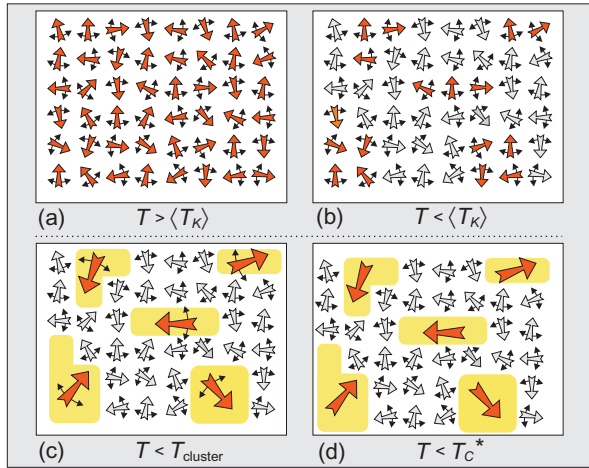 (a) T > ⟨T_K⟩ (b) T < ⟨T_K⟩
(c) T < T_cluster (d) T < T_C*